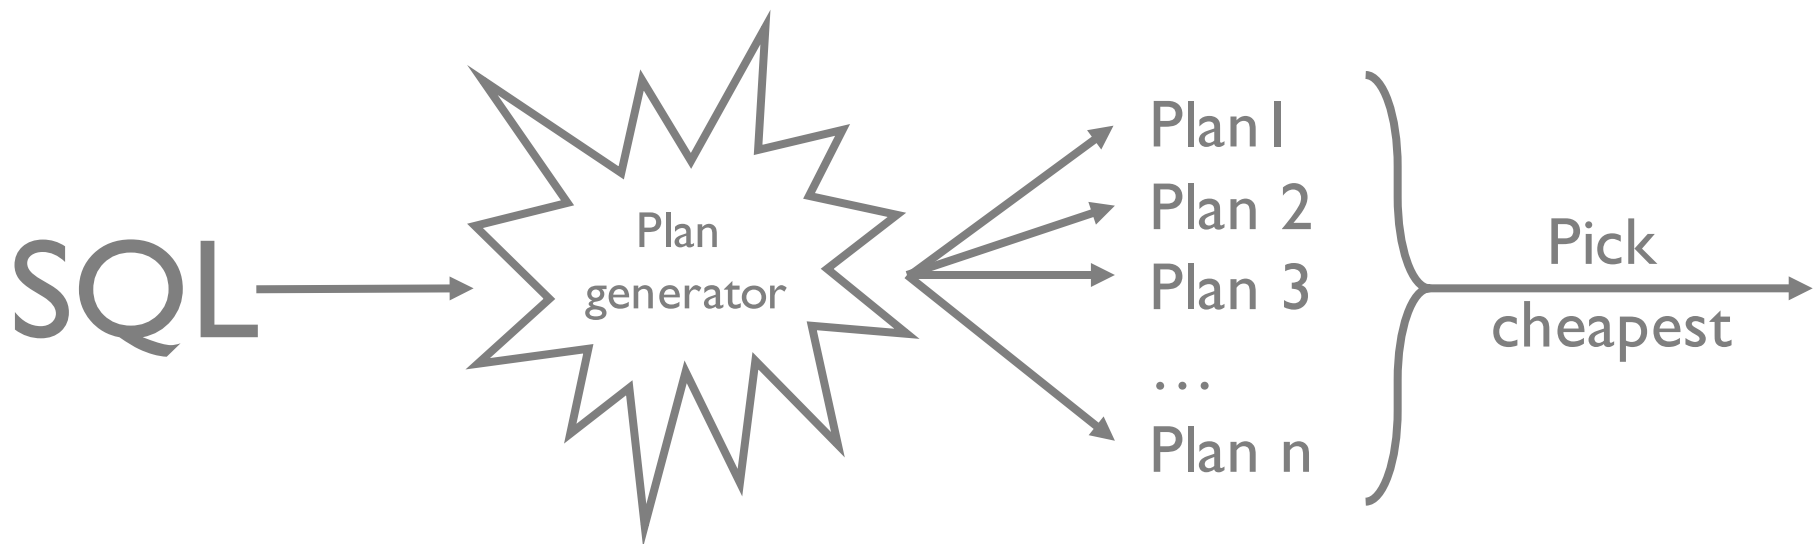 SQL
Plan
generator
Plan1
Plan 2
Plan 3
...
Plan n
Pick
cheapest